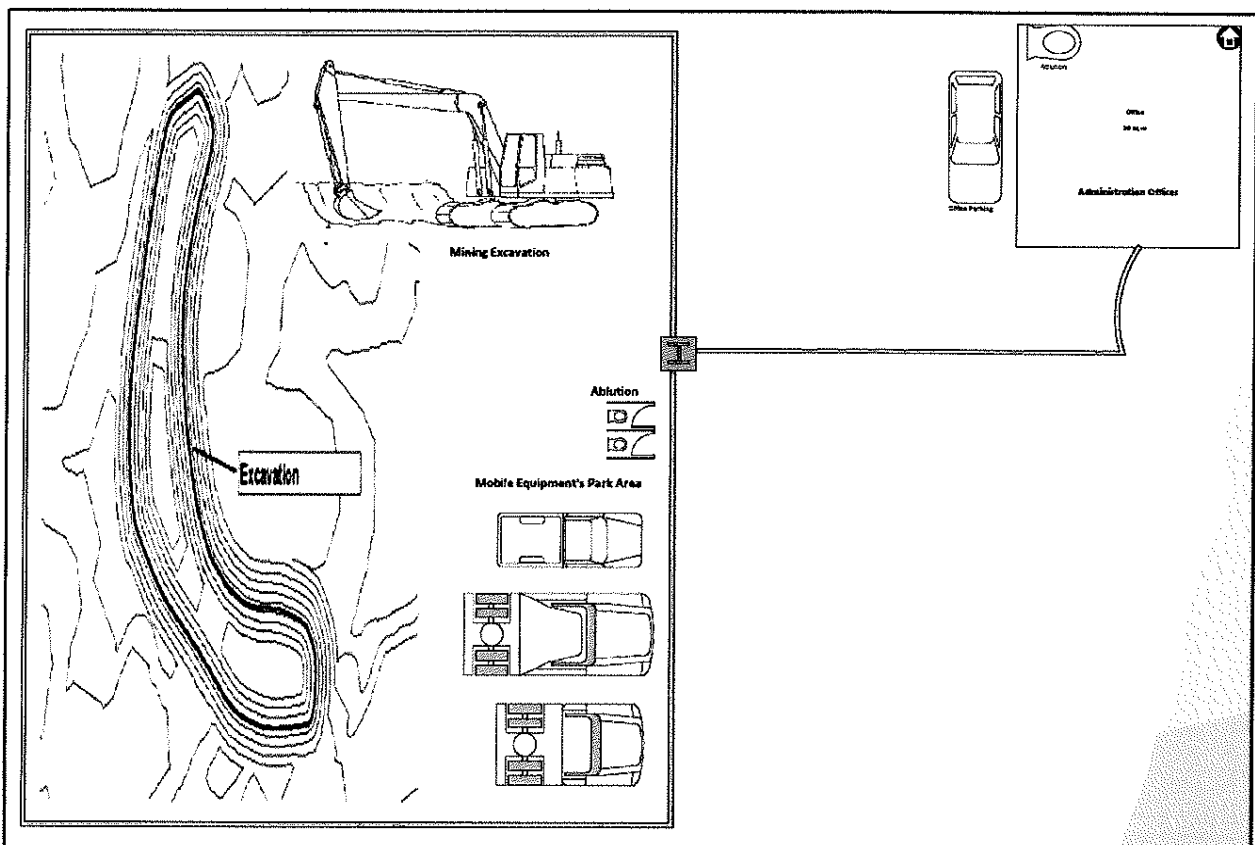 Ablution
Office
Administration Offices
Office Parking
Mining Excavation
Ablution
Excavation
Mobile Equipment's Park Area